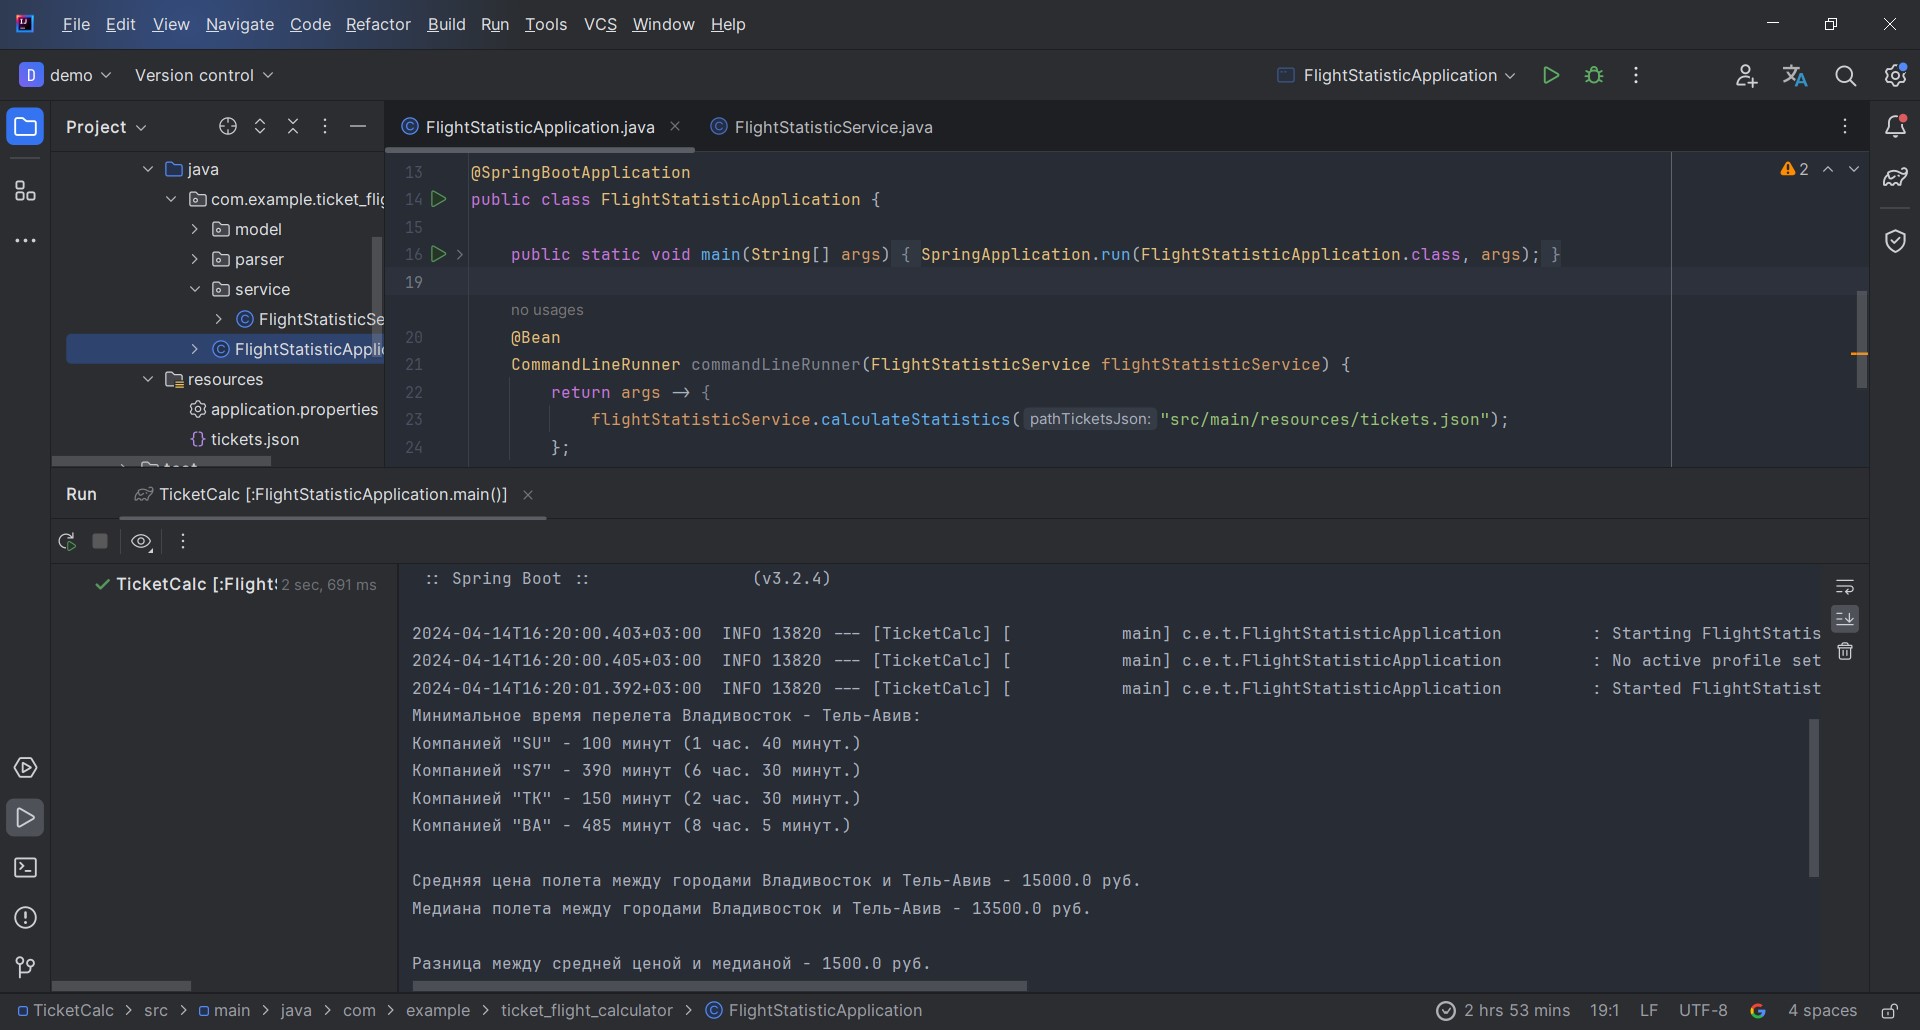 File Edit View Navigate Code Refactor Build Run Tools VCS Window Help
D demo Version control FlightStatisticApplication
Project
java
com.example.ticket_flig
model
parser
service
FlightStatisticSe
FlightStatisticApplic
resources
application.properties
tickets.json
FlightStatisticApplication.java FlightStatisticService.java
2
13 @SpringBootApplication
14 public class FlightStatisticApplication {
15
16 public static void main(String[] args) { SpringApplication.run(FlightStatisticApplication.class, args); }
19
no usages
20 @Bean
21 CommandLineRunner commandLineRunner(FlightStatisticService flightStatisticService) {
22 return args → {
23 flightStatisticService.calculateStatistics( pathTicketsJson: "src/main/resources/tickets.json");
24 };
Run TicketCalc [:FlightStatisticApplication.main()]
TicketCalc [:Flight 2 sec, 691 ms
:: Spring Boot :: (v3.2.4)
2024-04-14T16:20:00.403+03:00 INFO 13820 --- [TicketCalc] [ main] c.e.t.FlightStatisticApplication : Starting FlightStatis
2024-04-14T16:20:00.405+03:00 INFO 13820 --- [TicketCalc] [ main] c.e.t.FlightStatisticApplication : No active profile set
2024-04-14T16:20:01.392+03:00 INFO 13820 --- [TicketCalc] [ main] c.e.t.FlightStatisticApplication : Started FlightStatist
Минимальное время перелета Владивосток - Тель-Авив:
Компанией "SU" - 100 минут (1 час. 40 минут.)
Компанией "S7" - 390 минут (6 час. 30 минут.)
Компанией "TK" - 150 минут (2 час. 30 минут.)
Компанией "BA" - 485 минут (8 час. 5 минут.)
Средняя цена полета между городами Владивосток и Тель-Авив - 15000.0 руб.
Медиана полета между городами Владивосток и Тель-Авив - 13500.0 руб.
Разница между средней ценой и медианой - 1500.0 руб.
TicketCalc > src > main > java > com > example > ticket_flight_calculator > FlightStatisticApplication
2 hrs 53 mins 19:1 LF UTF-8 4 spaces